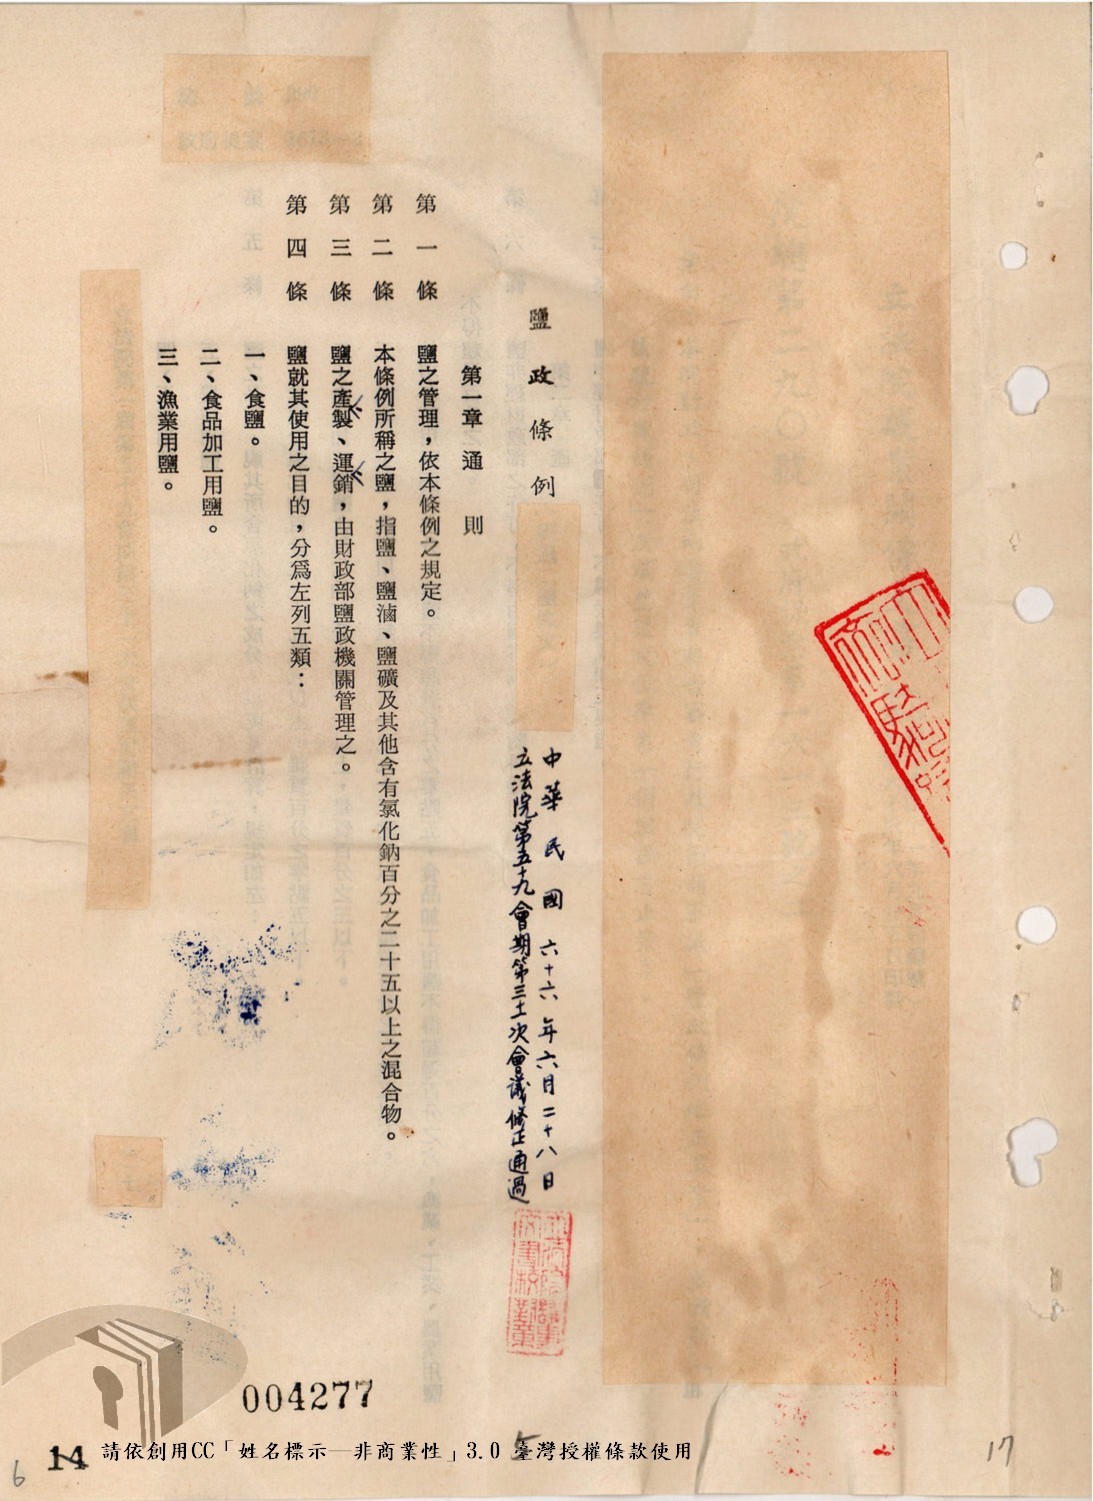 鹽政條例
中華民國六十六年六月二十八日
立法院第五十九會期第三十二次會議修正通過
第一章 通則
第一條 鹽之管理，依本條例之規定。
第二條 本條例所稱之鹽，指鹽、鹽滷、鹽礦及其他含有氯化鈉百分之二十五以上之混合物。
第三條 鹽之產製、運銷，由財政部鹽政機關管理之。
第四條 鹽就其使用之目的，分爲左列五類：
一、食鹽。
二、食品加工用鹽。
三、漁業用鹽。
004277
14
請依創用CC「姓名標示─非商業性」3.0 臺灣授權條款使用
5
17
6